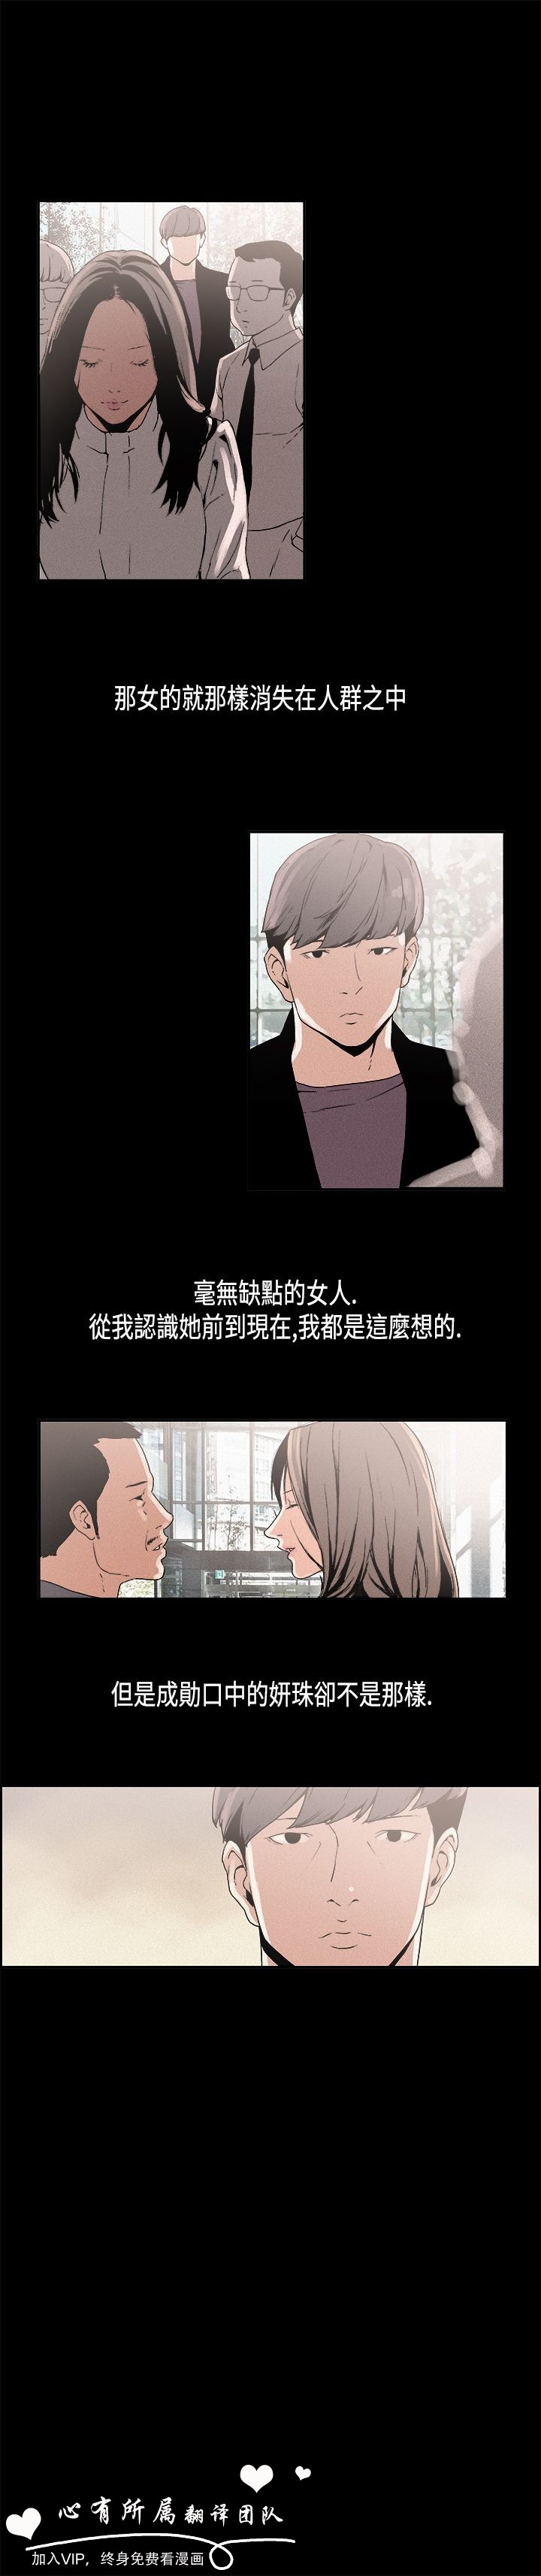 那女的就那樣消失在人群之中
毫無缺點的女人.
從我認識她前到現在,我都是這麼想的.
但是成勛口中的妍珠卻不是那樣.
心有所属翻译团队
加入VIP，终身免费看漫画